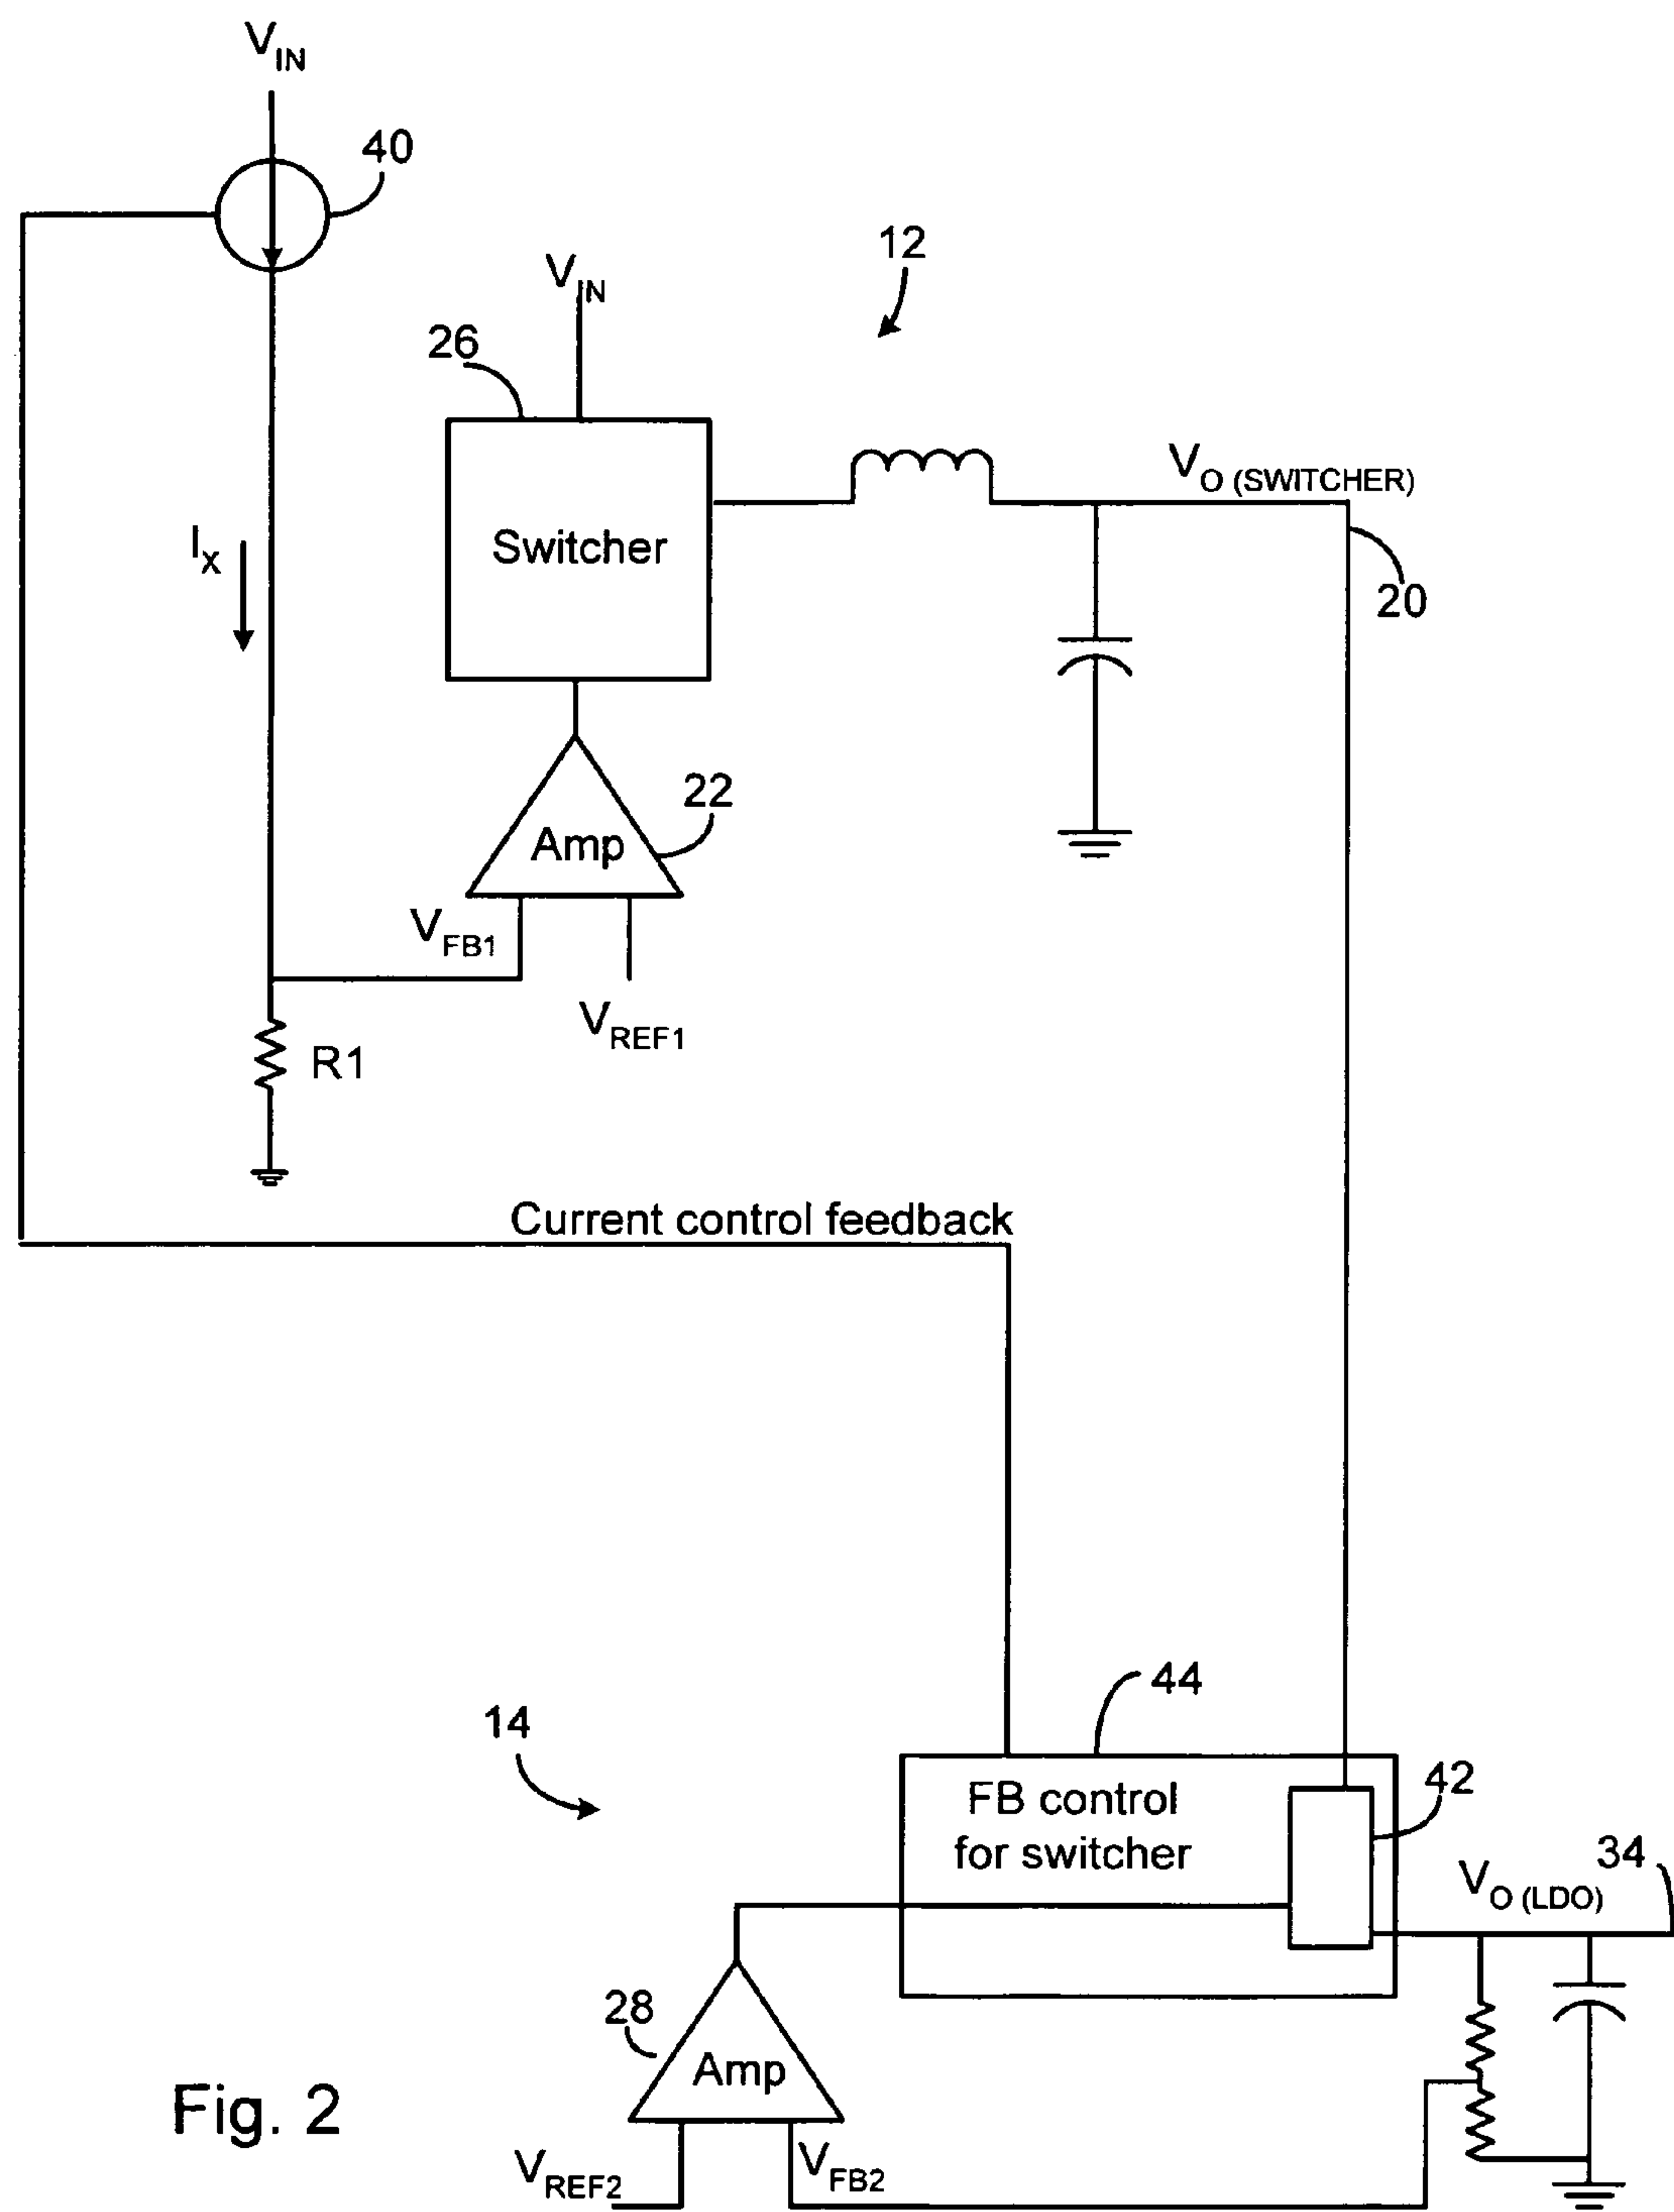 V_IN
40
12
V_IN
26
V_O (SWITCHER)
Switcher
I_X
20
22
Amp
V_FB1
V_REF1
R1
Current control feedback
44
14
FB control
for switcher
42
34
V_O (LDO)
28
Amp
Fig. 2
V_REF2
V_FB2